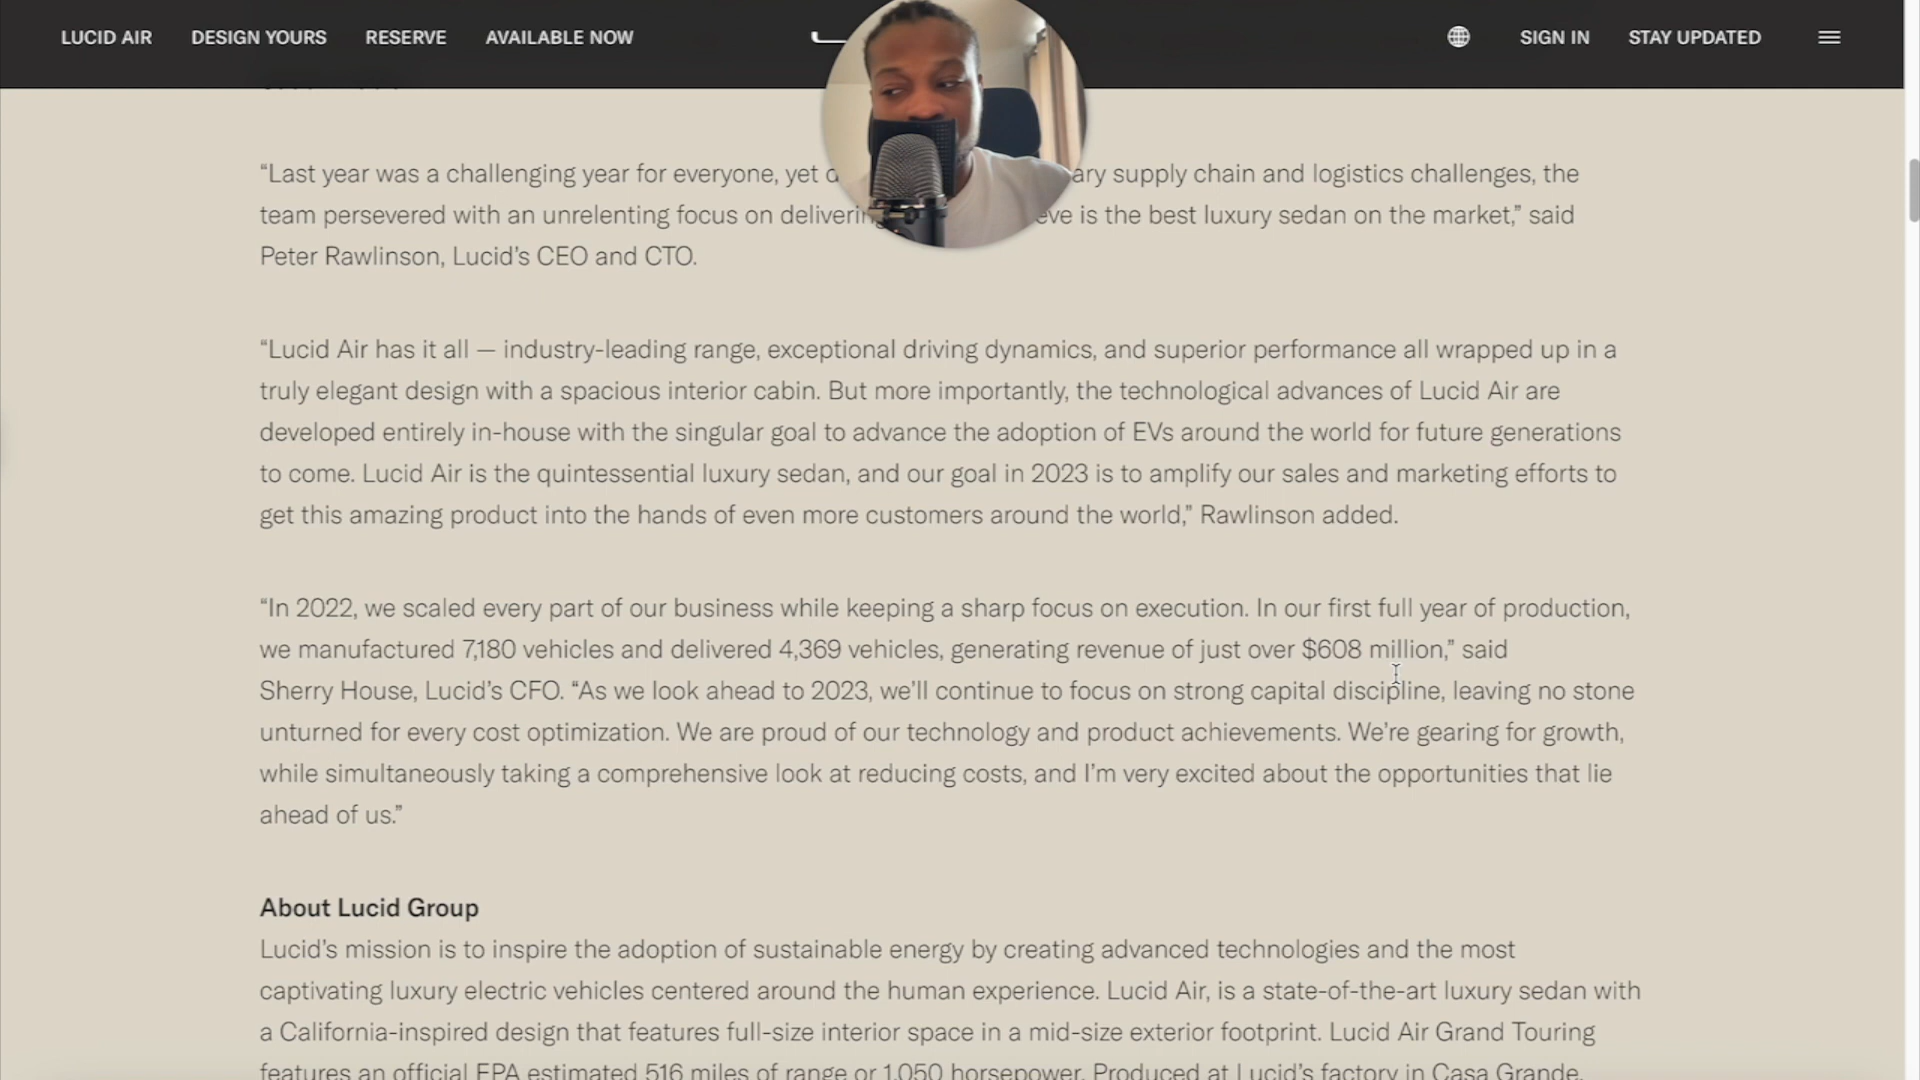 LUCID AIR DESIGN YOURS RESERVE AVAILABLE NOW SIGN IN STAY UPDATED
“Last year was a challenging year for everyone, yet supply chain and logistics challenges, the
team persevered with an unrelenting focus on is the best luxury sedan on the market,” said
Peter Rawlinson, Lucid’s CEO and CTO.
“Lucid Air has it all — industry-leading range, exceptional driving dynamics, and superior performance all wrapped up in a
truly elegant design with a spacious interior cabin. But more importantly, the technological advances of Lucid Air are
developed entirely in-house with the singular goal to advance the adoption of EVs around the world for future generations
to come. Lucid Air is the quintessential luxury sedan, and our goal in 2023 is to amplify our sales and marketing efforts to
get this amazing product into the hands of even more customers around the world,” Rawlinson added.
“In 2022, we scaled every part of our business while keeping a sharp focus on execution. In our first full year of production,
we manufactured 7,180 vehicles and delivered 4,369 vehicles, generating revenue of just over $608 million,” said
Sherry House, Lucid’s CFO. “As we look ahead to 2023, we’ll continue to focus on strong capital discipline, leaving no stone
unturned for every cost optimization. We are proud of our technology and product achievements. We’re gearing for growth,
while simultaneously taking a comprehensive look at reducing costs, and I’m very excited about the opportunities that lie
ahead of us.”
About Lucid Group
Lucid’s mission is to inspire the adoption of sustainable energy by creating advanced technologies and the most
captivating luxury electric vehicles centered around the human experience. Lucid Air, is a state-of-the-art luxury sedan with
a California-inspired design that features full-size interior space in a mid-size exterior footprint. Lucid Air Grand Touring
features an official EPA estimated 516 miles of range or 1,050 horsepower. Produced at Lucid’s factory in Casa Grande,